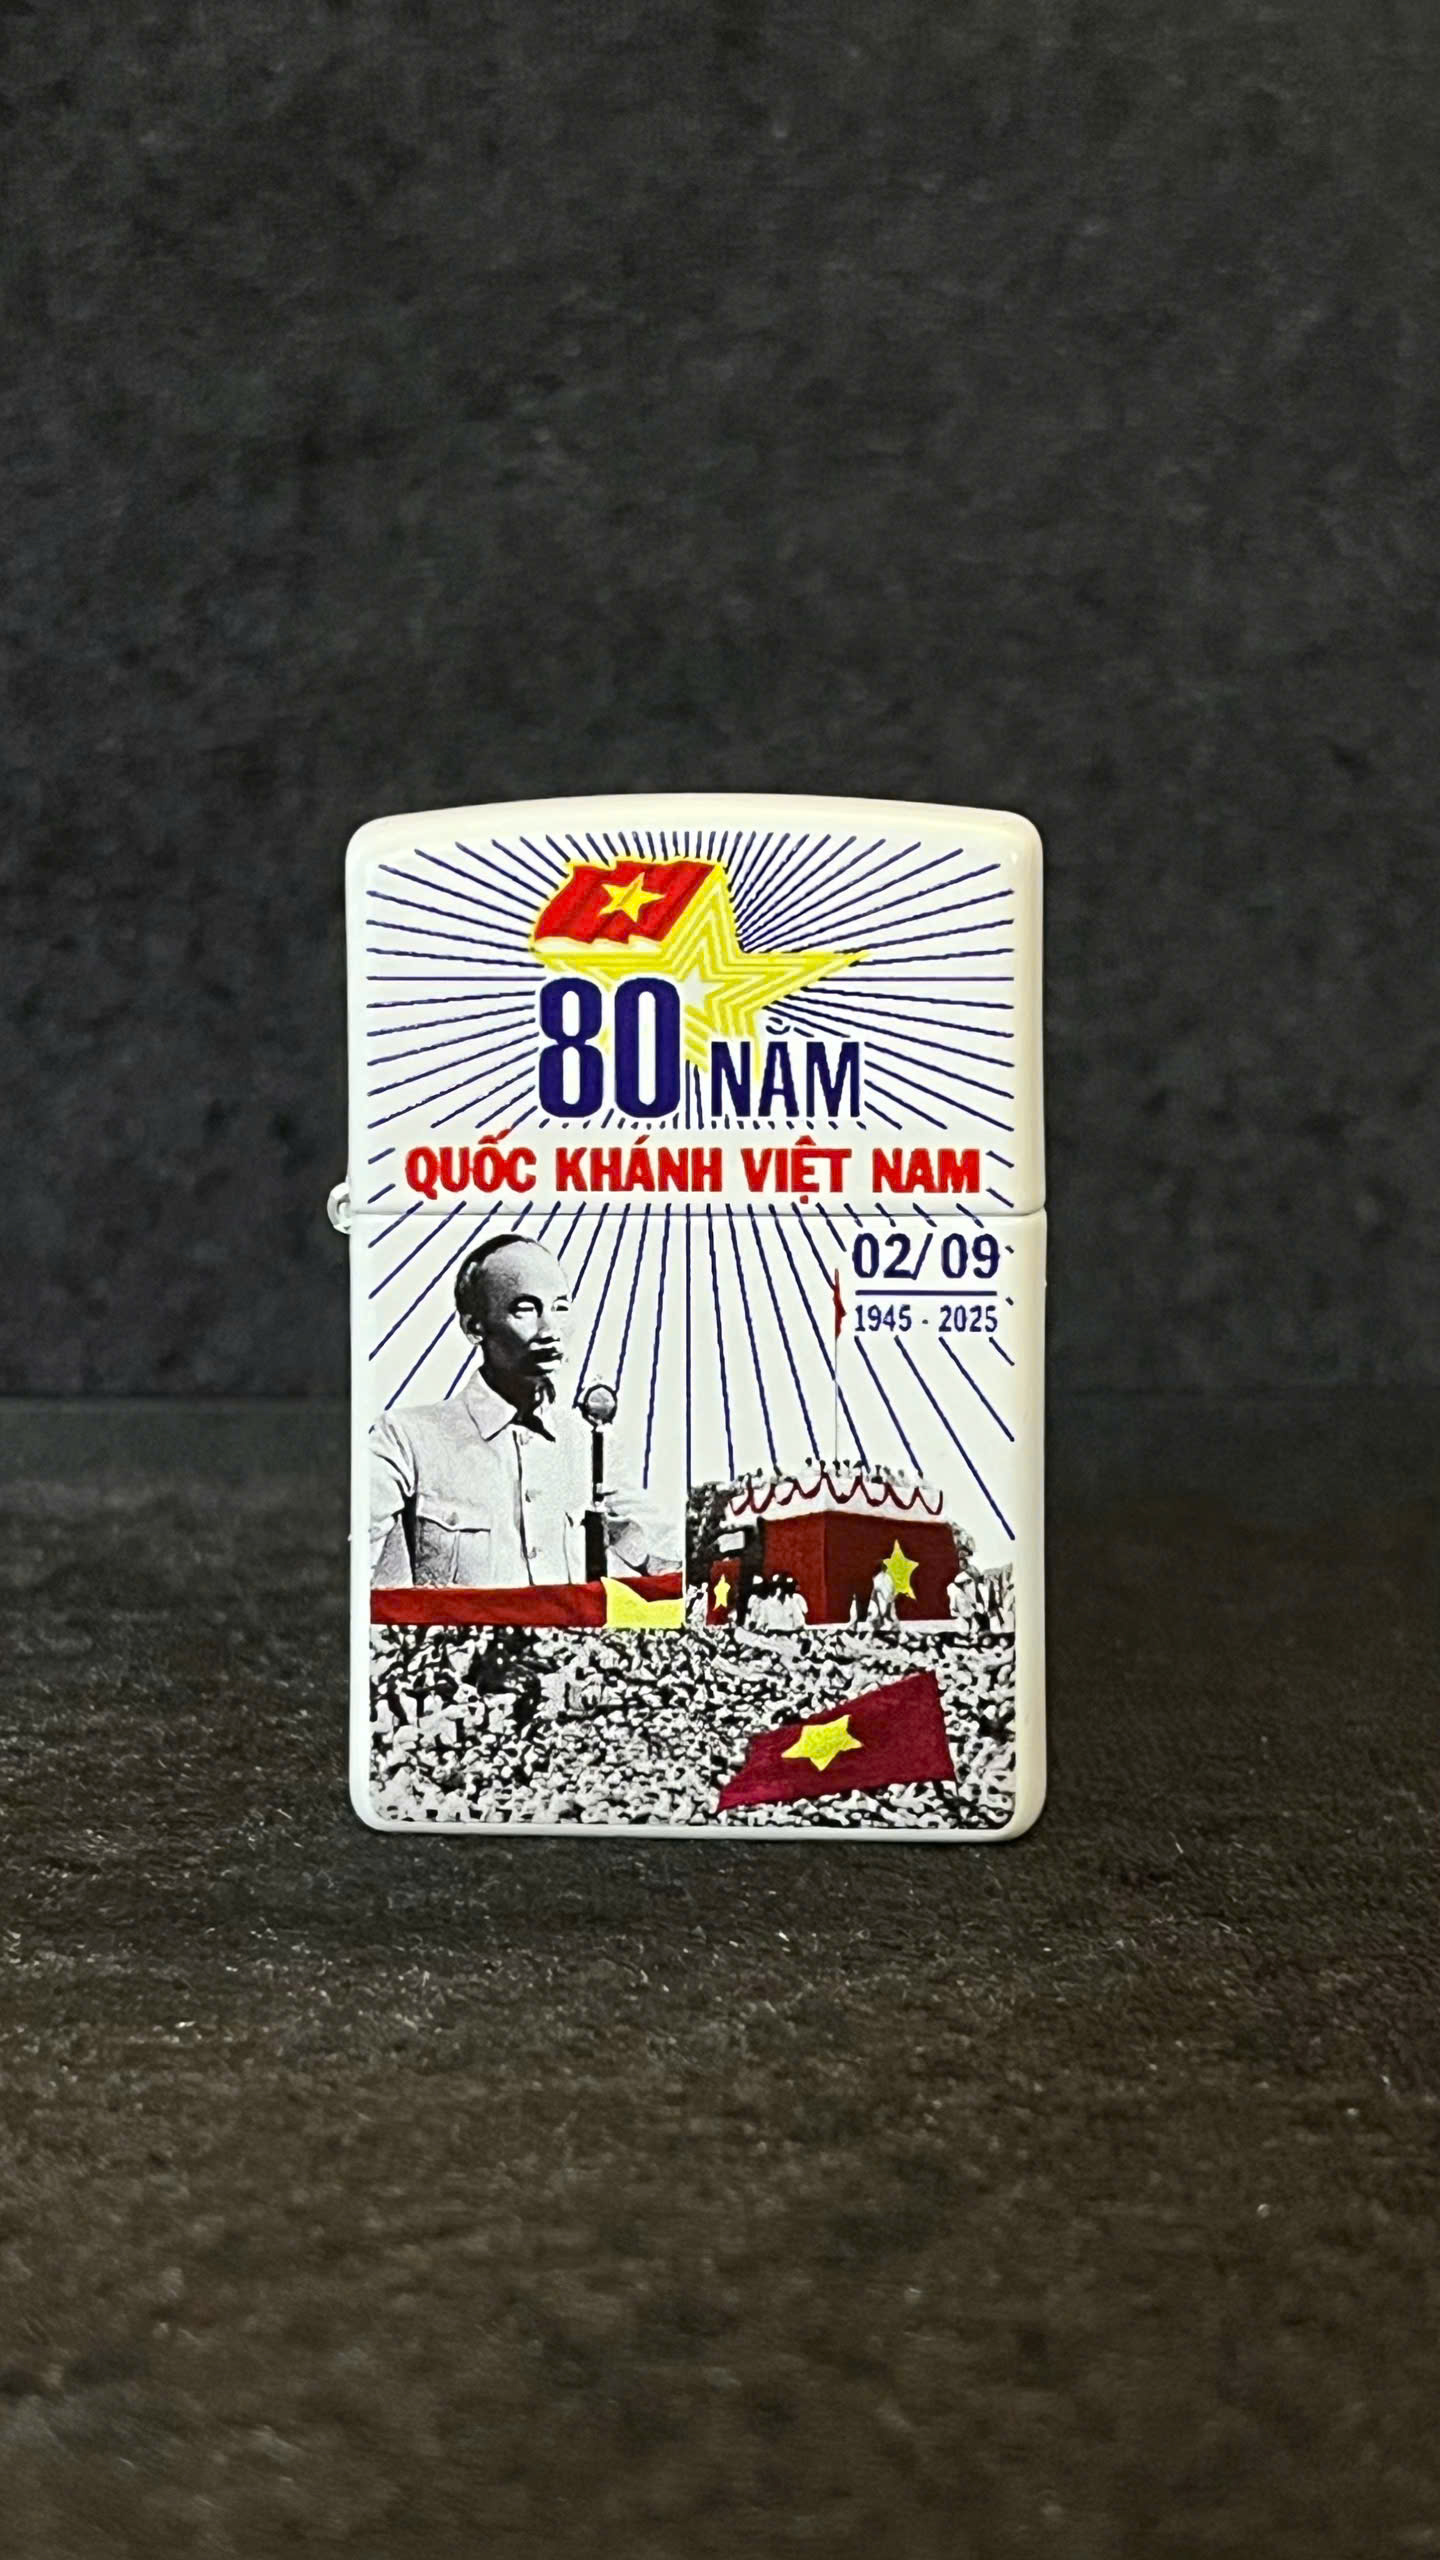 80 NĂM
QUỐC KHÁNH VIỆT NAM
02/09
1945 - 2025